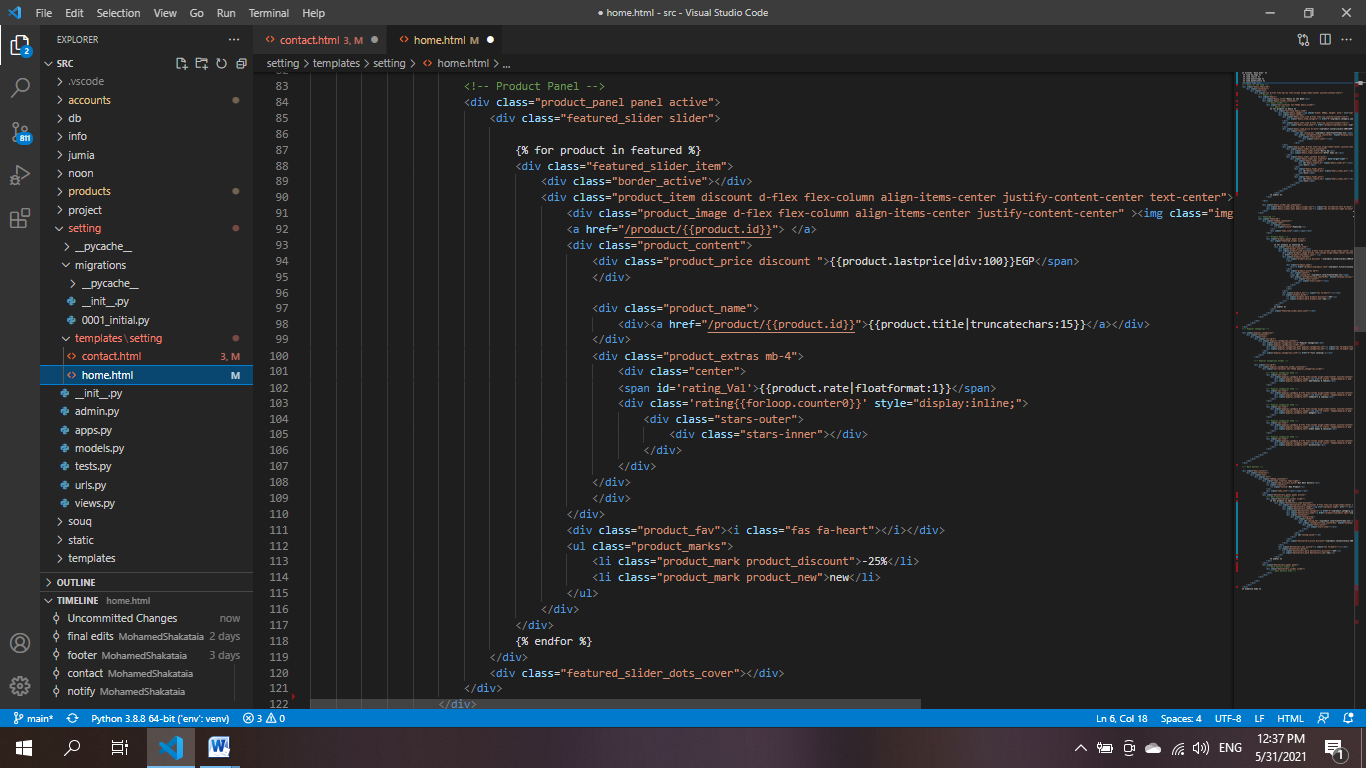 File Edit Selection View Go Run Terminal Help
● home.html - src - Visual Studio Code
EXPLORER
contact.html 3, M
home.html M
SRC
setting > templates > setting > home.html > ...
2
811
.vscode
accounts
db
info
jumia
noon
products
project
setting
__pycache__
migrations
__pycache__
__init__.py
0001_initial.py
templates\setting
contact.html 3, M
home.html M
__init__.py
admin.py
apps.py
models.py
tests.py
urls.py
views.py
souq
static
templates
OUTLINE
TIMELINE home.html
Uncommitted Changes now
final edits MohamedShakataia 2 days
footer MohamedShakataia 3 days
contact MohamedShakataia
notify MohamedShakataia
83 <!-- Product Panel -->
84 <div class="product_panel panel active">
85 <div class="featured_slider slider">
86
87 {% for product in featured %}
88 <div class="featured_slider_item">
89 <div class="border_active"></div>
90 <div class="product_item discount d-flex flex-column align-items-center justify-content-center text-center">
91 <div class="product_image d-flex flex-column align-items-center justify-content-center" ><img class="img
92 <a href="/product/{{product.id}}"> </a>
93 <div class="product_content">
94 <div class="product_price discount ">{{product.lastprice|div:100}}EGP</span>
95 </div>
96
97 <div class="product_name">
98 <div><a href="/product/{{product.id}}">{{product.title|truncatechars:15}}</a></div>
99 </div>
100 <div class="product_extras mb-4">
101 <div class="center">
102 <span id='rating_Val'>{{product.rate|floatformat:1}}</span>
103 <div class='rating{{forloop.counter0}}' style="display:inline;">
104 <div class="stars-outer">
105 <div class="stars-inner"></div>
106 </div>
107 </div>
108 </div>
109 </div>
110 </div>
111 <div class="product_fav"><i class="fas fa-heart"></i></div>
112 <ul class="product_marks">
113 <li class="product_mark product_discount">-25%</li>
114 <li class="product_mark product_new">new</li>
115 </ul>
116 </div>
117 </div>
118 {% endfor %}
119 </div>
120 <div class="featured_slider_dots_cover"></div>
121 </div>
122 </div>
main* Python 3.8.8 64-bit ('env': venv) 3 0
Ln 6, Col 18 Spaces: 4 UTF-8 LF HTML
ENG
12:37 PM
5/31/2021
1